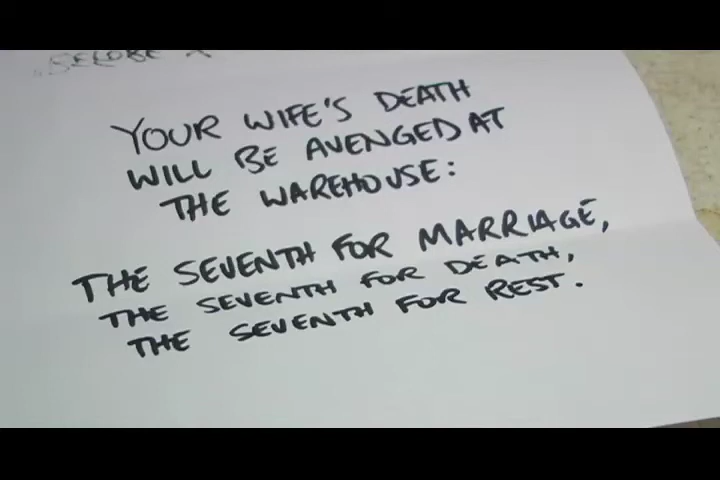 YOUR WIFE'S DEATH
WILL BE AVENGED AT
THE WAREHOUSE:
THE SEVENTH FOR MARRIAGE,
THE SEVENTH FOR DEATH,
THE SEVENTH FOR REST.